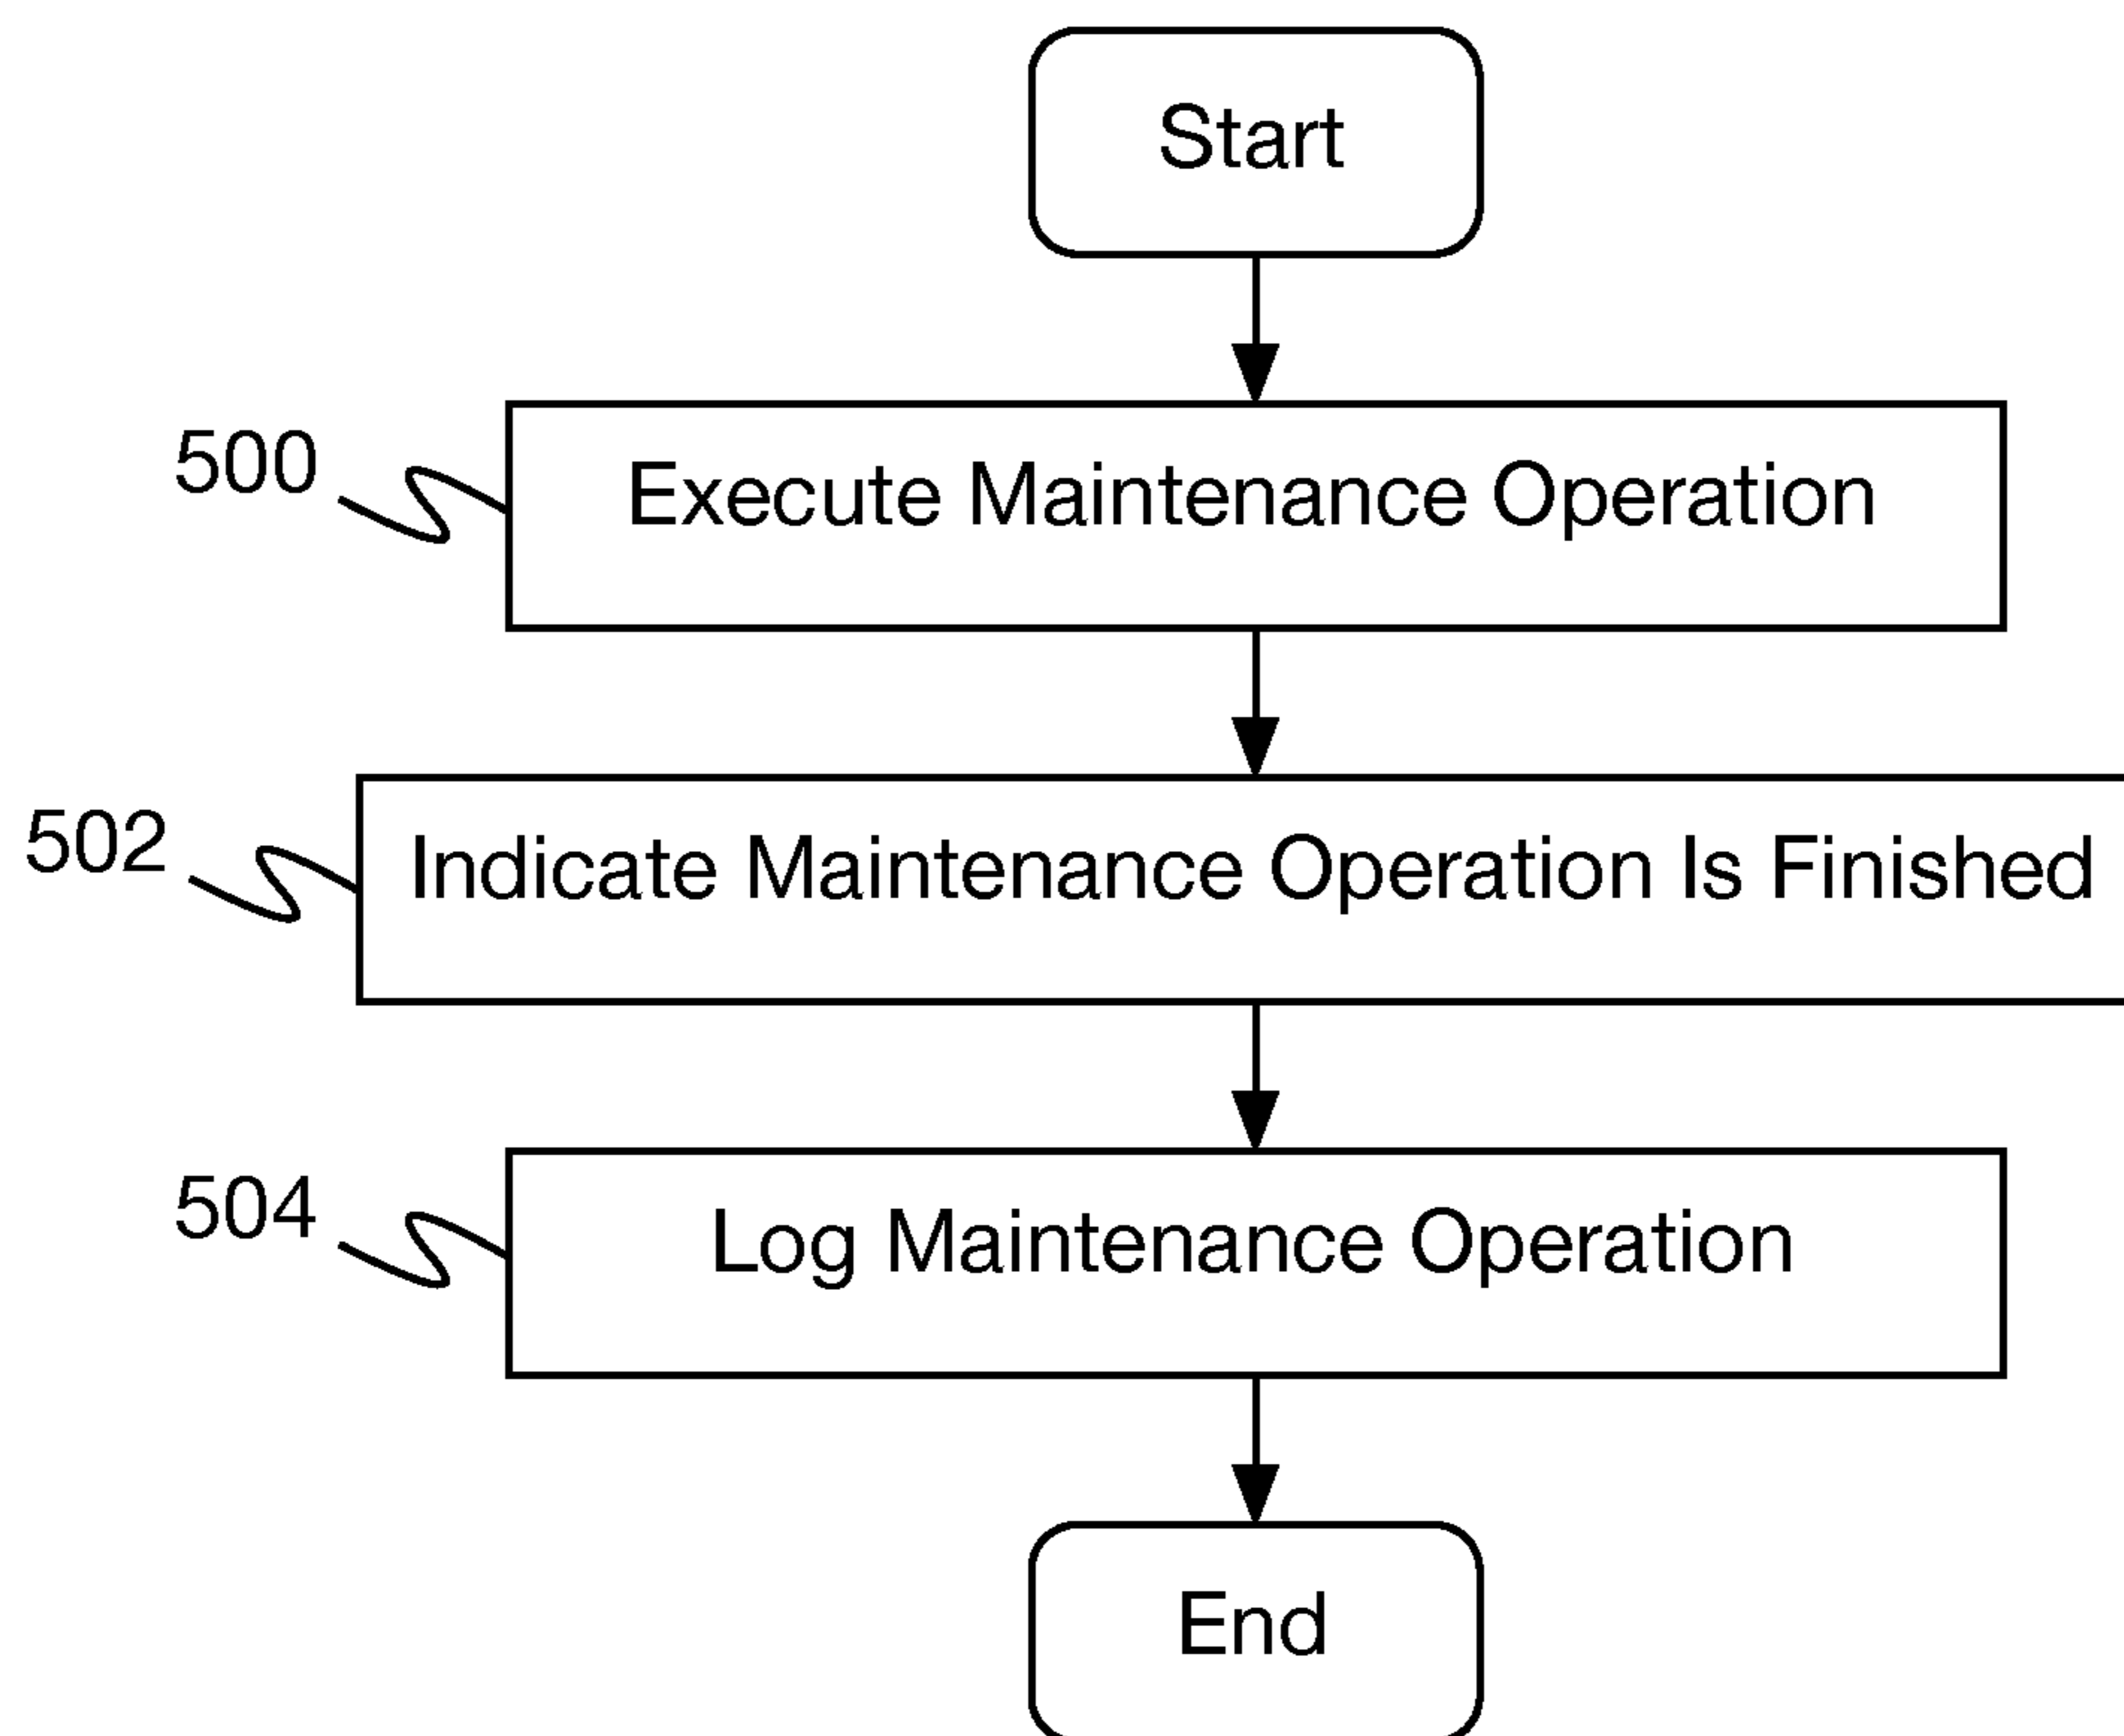 Start
500
Execute Maintenance Operation
502
Indicate Maintenance Operation Is Finished
504
Log Maintenance Operation
End